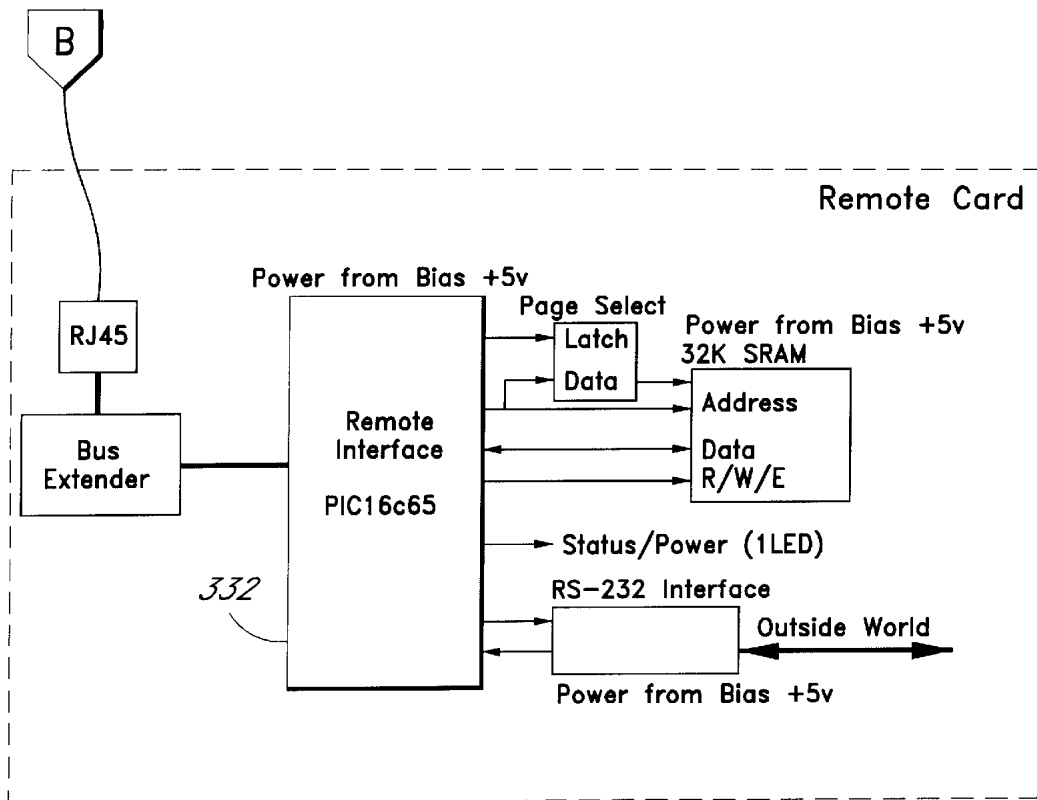 B
Remote Card
Power from Bias +5v
Page Select
Power from Bias +5v
32K SRAM
RJ45
Latch
Data
Address
Remote
Interface
Data
R/W/E
Bus
Extender
PIC16c65
Status/Power (1LED)
332
RS-232 Interface
Outside World
Power from Bias +5v